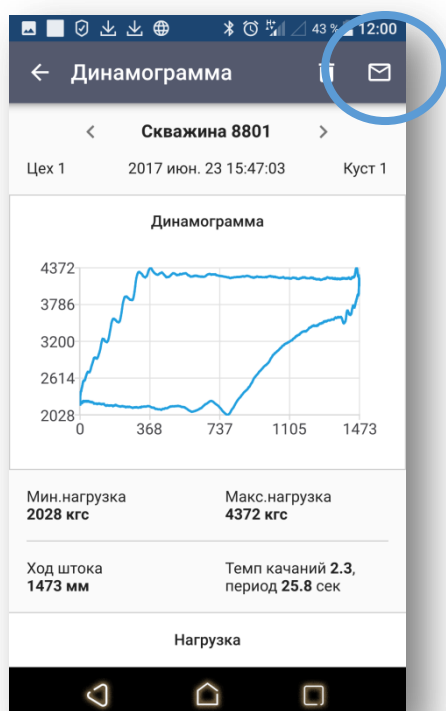 43 % 12:00
Динамограмма
Скважина 8801
Цех 1 2017 июн. 23 15:47:03 Куст 1
Динамограмма
4372
3786
3200
2614
2028
0 368 737 1105 1473
Мин.нагрузка Макс.нагрузка
2028 кгс 4372 кгс
Ход штока Темп качаний 2.3,
1473 мм период 25.8 сек
Нагрузка